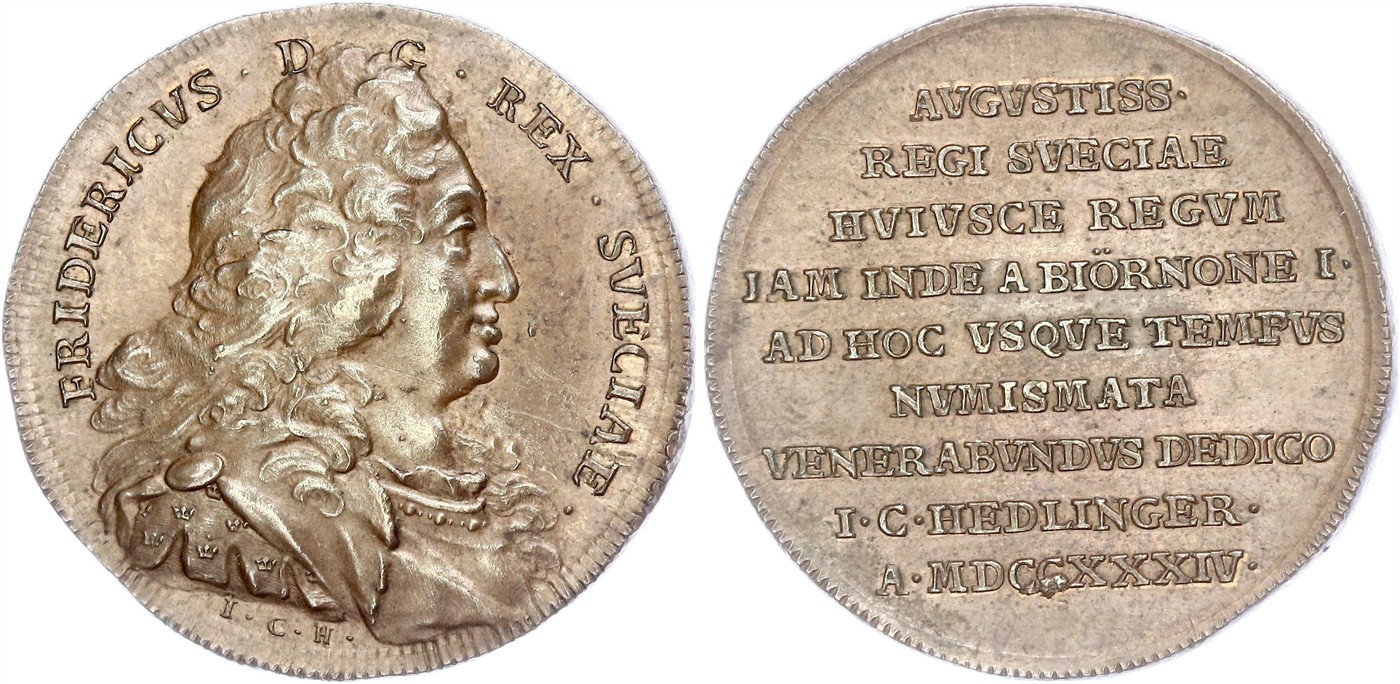 FRIDERICVS · D · G · REX · SVECIAE ·
I · C · H ·
AVGVSTISS ·
REGI SVECIAE
HVIVSCE REGVM
JAM INDE A BIÖRNONE I ·
AD HOC VSQVE TEMPVS
NVMISMATA
VENERABVNDVS DEDICO
I · C · HEDLINGER ·
A · MDCCXXXIV ·